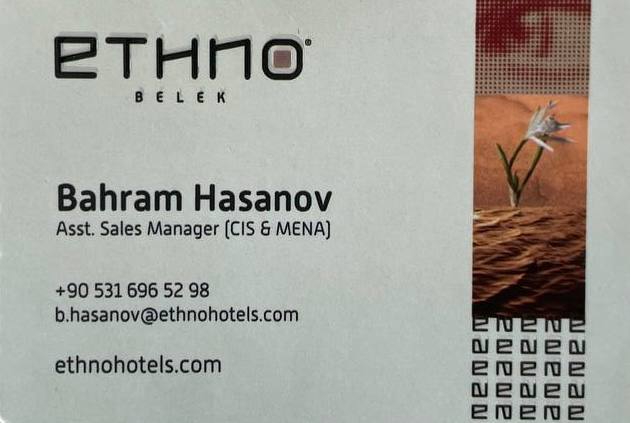 ETHNO
BELEK
Bahram Hasanov
Asst. Sales Manager (CIS & MENA)
+90 531 696 52 98
b.hasanov@ethnohotels.com
ethnohotels.com